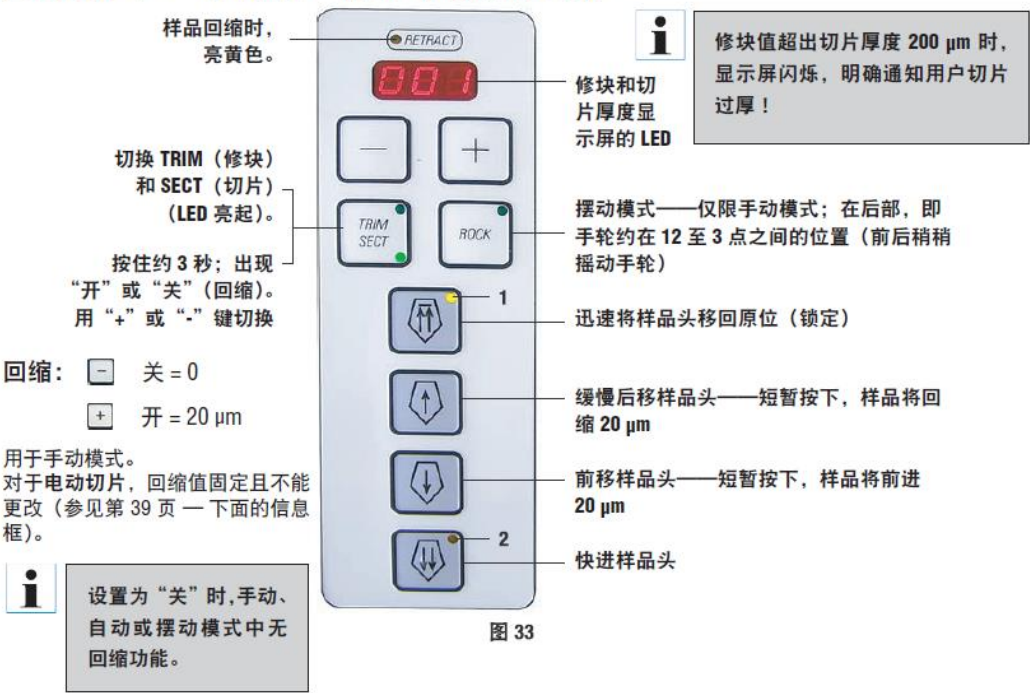 样品回缩时，
亮黄色。
RETRACT
001
修块和切
片厚度显
示屏的 LED
修块值超出切片厚度 200 µm 时，
显示屏闪烁，明确通知用户切片
过厚！
切换 TRIM（修块）
和 SECT（切片）
（LED 亮起）。
TRIM
SECT
ROCK
摆动模式——仅限手动模式；在后部，即
手轮约在 12 至 3 点之间的位置（前后稍稍
摇动手轮）
按住约 3 秒；出现
“开”或“关”（回缩）。
用“+”或“-”键切换
1
迅速将样品头移回原位（锁定）
回缩： - 关 = 0
+ 开 = 20 µm
缓慢后移样品头——短暂按下，样品将回
缩 20 µm
用于手动模式。
对于电动切片，回缩值固定且不能
更改（参见第 39 页 — 下面的信息
框）。
前移样品头——短暂按下，样品将前进
20 µm
2
快进样品头
设置为“关”时,手动、
自动或摆动模式中无
回缩功能。
图 33